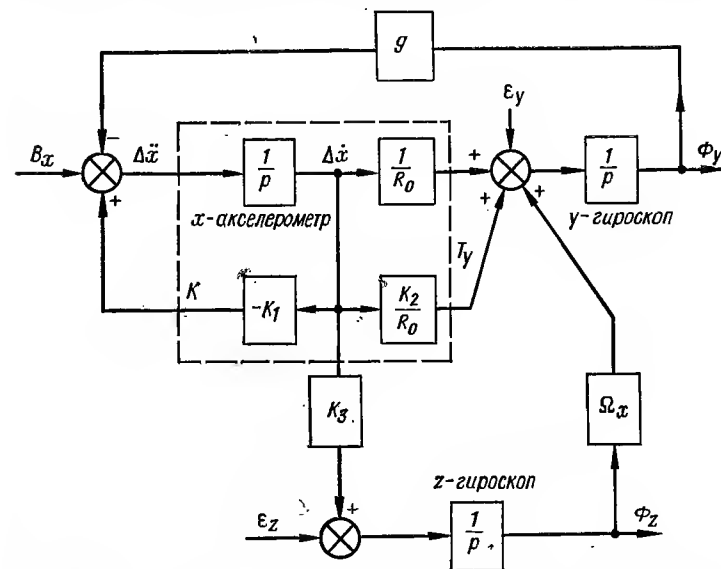 g
εy
Bx
−
Δẍ
1/p
Δẋ
1/R₀
+
+
+
1/p
Φy
+
x-акселерометр
y-гироскоп
K
−K₁
K₂/R₀
Ty
K₃
Ωx
z-гироскоп
+
εz
1/p
Φz